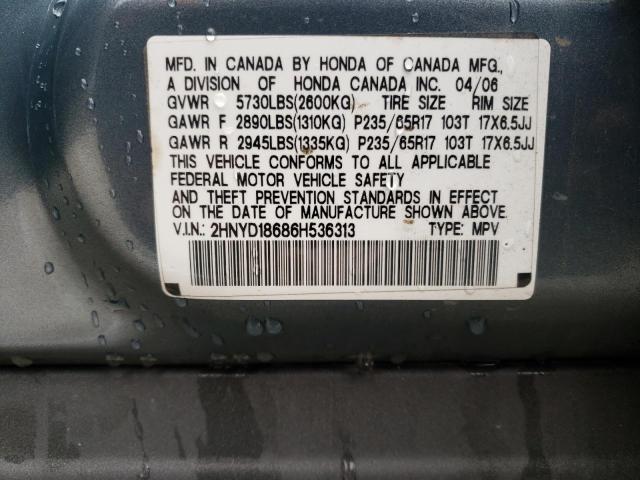 MFD. IN CANADA BY HONDA OF CANADA MFG.,
A DIVISION OF HONDA CANADA INC. 04/06
GVWR 5730LBS(2600KG) TIRE SIZE RIM SIZE
GAWR F 2890LBS(1310KG) P235/65R17 103T 17X6.5JJ
GAWR R 2945LBS(1335KG) P235/65R17 103T 17X6.5JJ
THIS VEHICLE CONFORMS TO ALL APPLICABLE
FEDERAL MOTOR VEHICLE SAFETY
AND THEFT PREVENTION STANDARDS IN EFFECT
ON THE DATE OF MANUFACTURE SHOWN ABOVE.
V.I.N.: 2HNYD18686H536313 TYPE: MPV